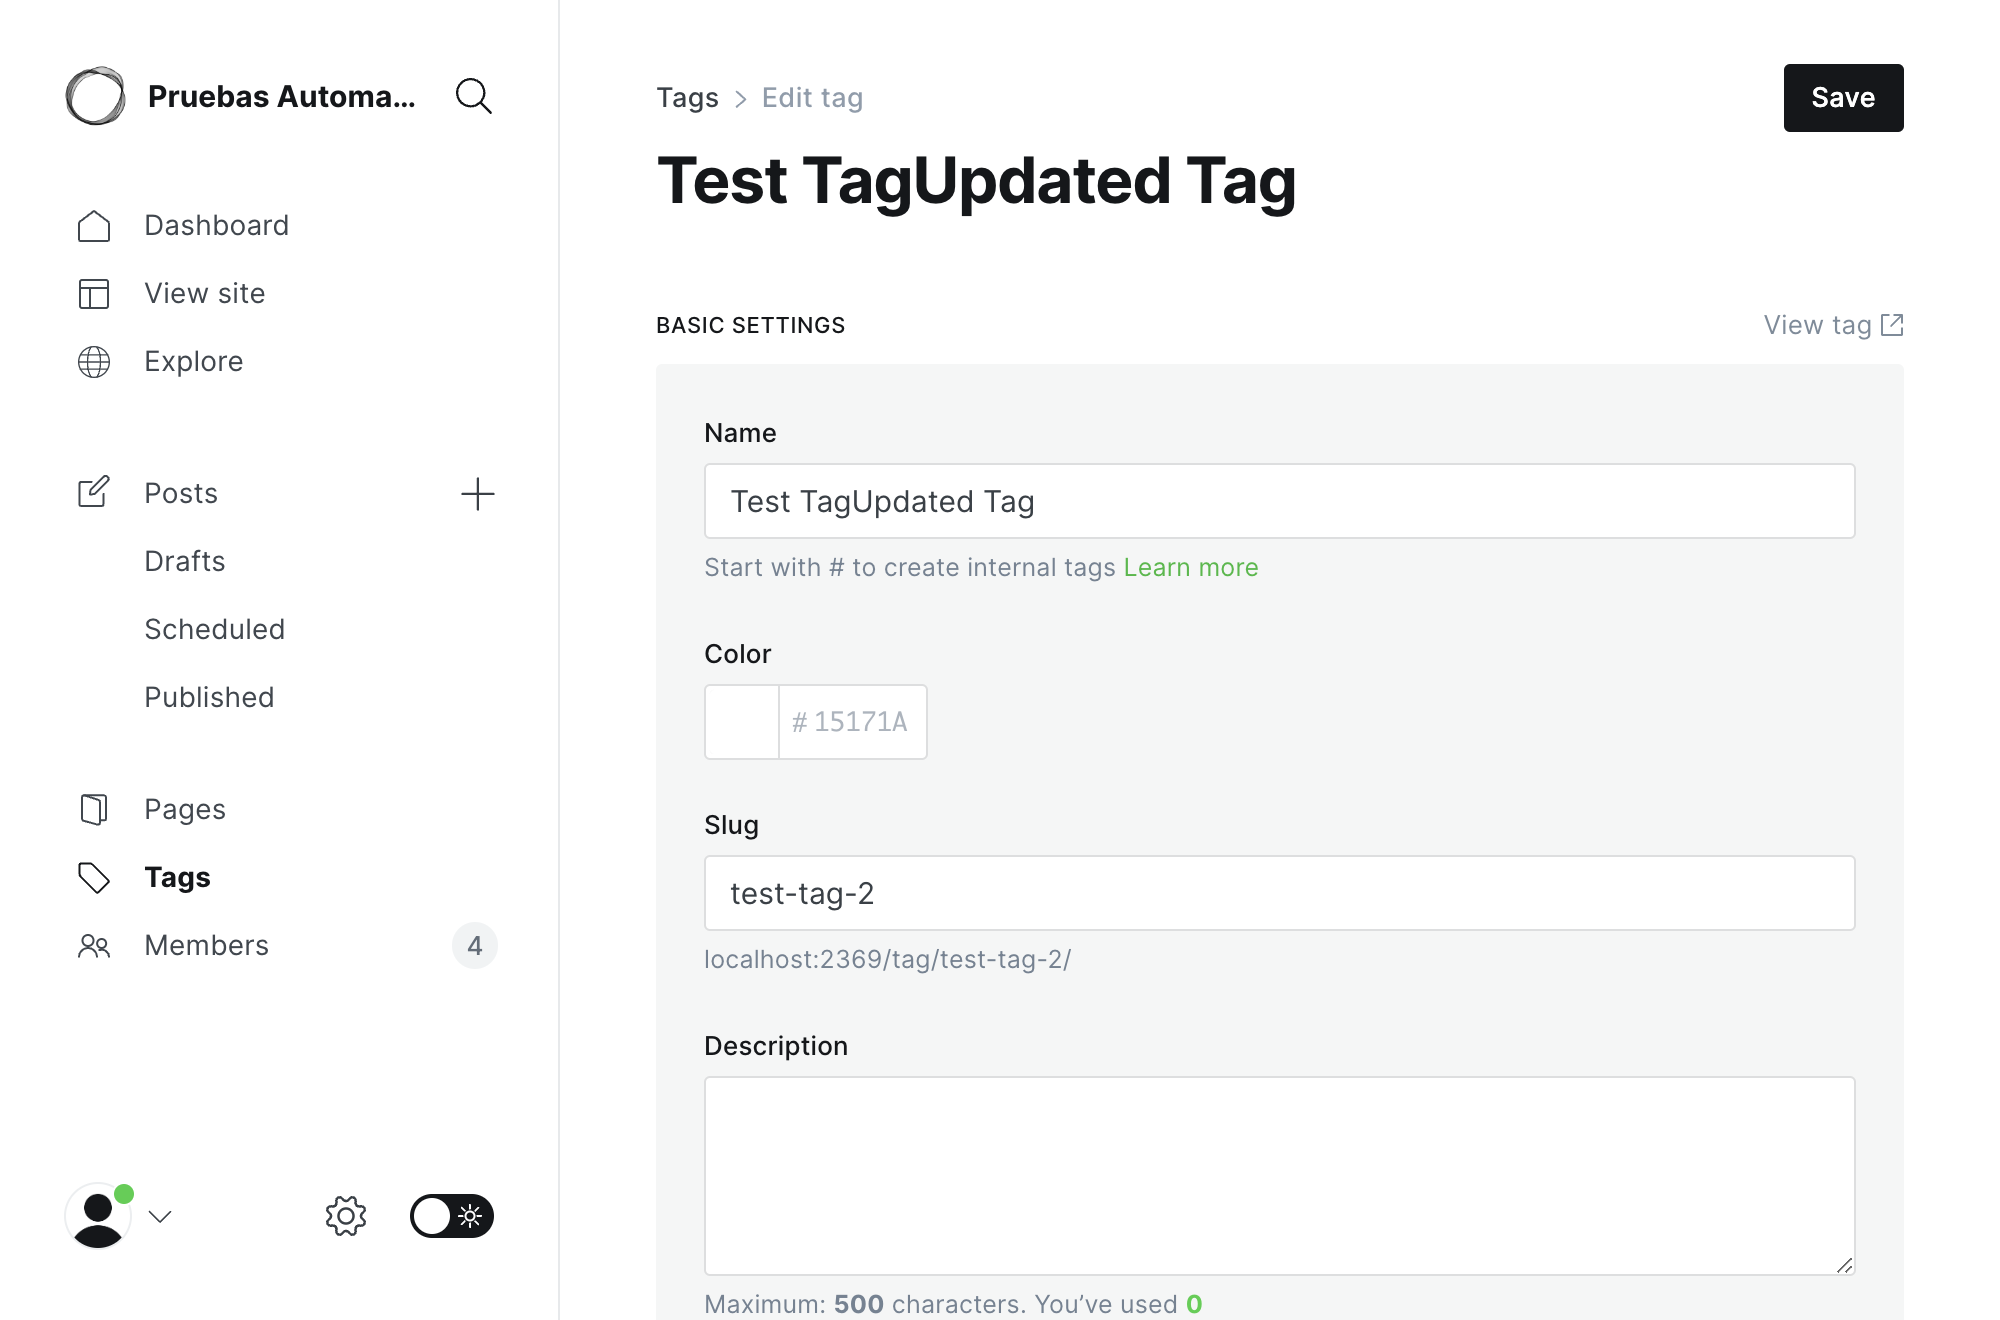 Pruebas Automa...
Dashboard
View site
Explore
Posts
Drafts
Scheduled
Published
Pages
Tags
Members 4
Tags > Edit tag
Save
Test TagUpdated Tag
BASIC SETTINGS
View tag
Name
Test TagUpdated Tag
Start with # to create internal tags Learn more
Color
# 15171A
Slug
test-tag-2
localhost:2369/tag/test-tag-2/
Description
Maximum: 500 characters. You’ve used 0